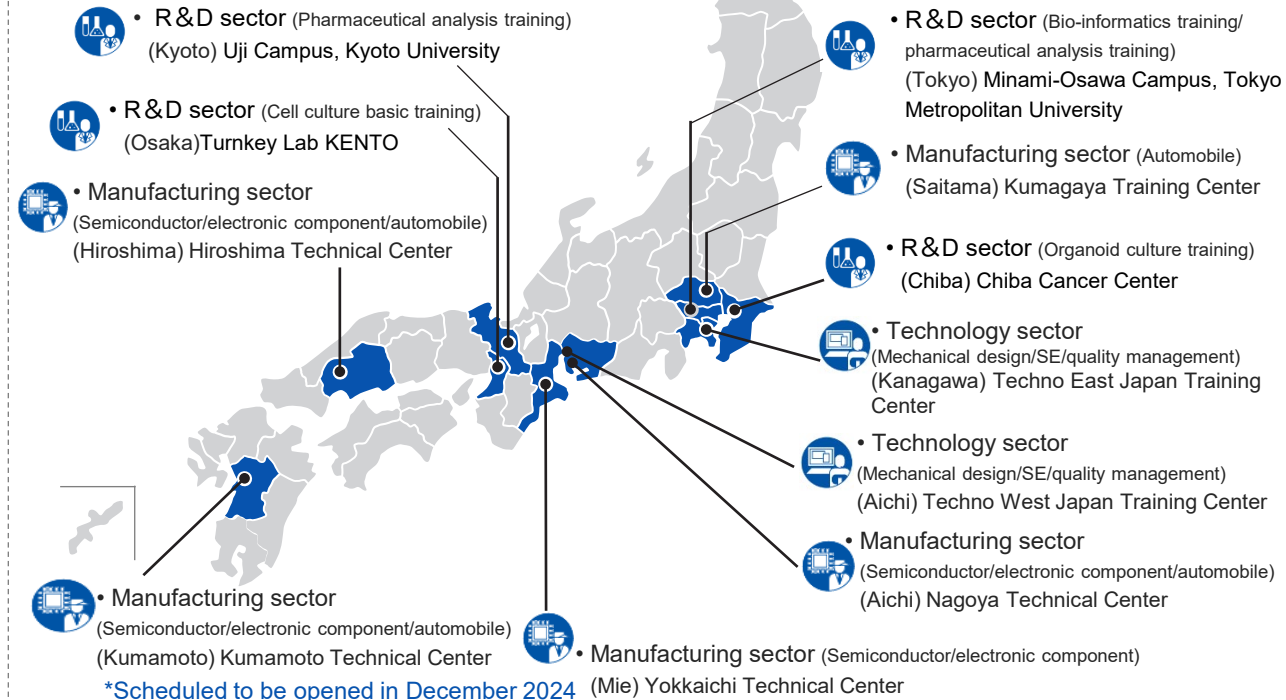 • R&D sector (Pharmaceutical analysis training)
(Kyoto) Uji Campus, Kyoto University
• R&D sector (Cell culture basic training)
(Osaka)Turnkey Lab KENTO
• Manufacturing sector
(Semiconductor/electronic component/automobile)
(Hiroshima) Hiroshima Technical Center
• R&D sector (Bio-informatics training/
pharmaceutical analysis training)
(Tokyo) Minami-Osawa Campus, Tokyo
Metropolitan University
• Manufacturing sector (Automobile)
(Saitama) Kumagaya Training Center
• R&D sector (Organoid culture training)
(Chiba) Chiba Cancer Center
• Technology sector
(Mechanical design/SE/quality management)
(Kanagawa) Techno East Japan Training
Center
• Technology sector
(Mechanical design/SE/quality management)
(Aichi) Techno West Japan Training Center
• Manufacturing sector
(Semiconductor/electronic component/automobile)
(Aichi) Nagoya Technical Center
• Manufacturing sector
(Semiconductor/electronic component/automobile)
(Kumamoto) Kumamoto Technical Center
*Scheduled to be opened in December 2024
• Manufacturing sector (Semiconductor/electronic component)
(Mie) Yokkaichi Technical Center